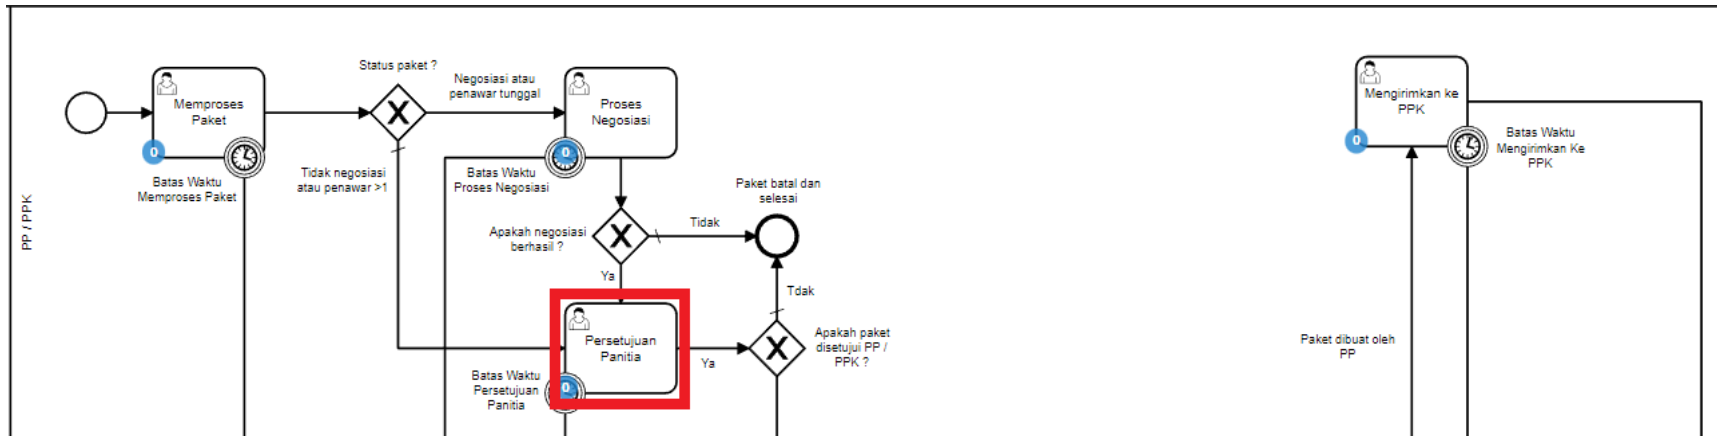 PP / PPK
Memproses
Paket
0
Batas Waktu
Memproses Paket
Status paket ?
X
Negosiasi atau
penawar tunggal
Tidak negosiasi
atau penawar >1
Proses
Negosiasi
0
Batas Waktu
Proses Negosiasi
Apakah negosiasi
berhasil ?
X
Tidak
Paket batal dan
selesai
Ya
Persetujuan
Panitia
0
Batas Waktu
Persetujuan
Panitia
Ya
X
Tdak
Apakah paket
disetujui PP /
PPK ?
Mengirimkan ke
PPK
0
Batas Waktu
Mengirimkan Ke
PPK
Paket dibuat oleh
PP